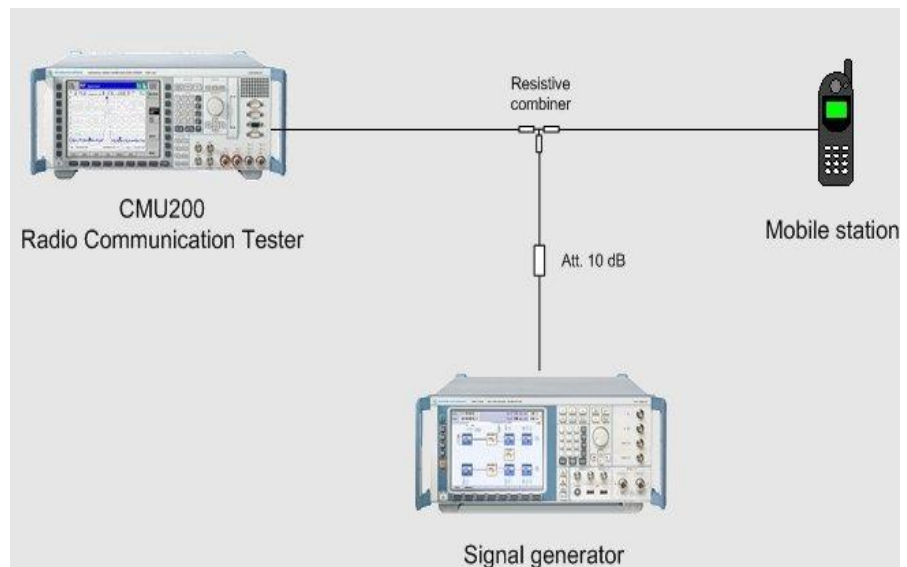 Resistive
combiner
CMU200
Radio Communication Tester
Mobile station
Att. 10 dB
Signal generator